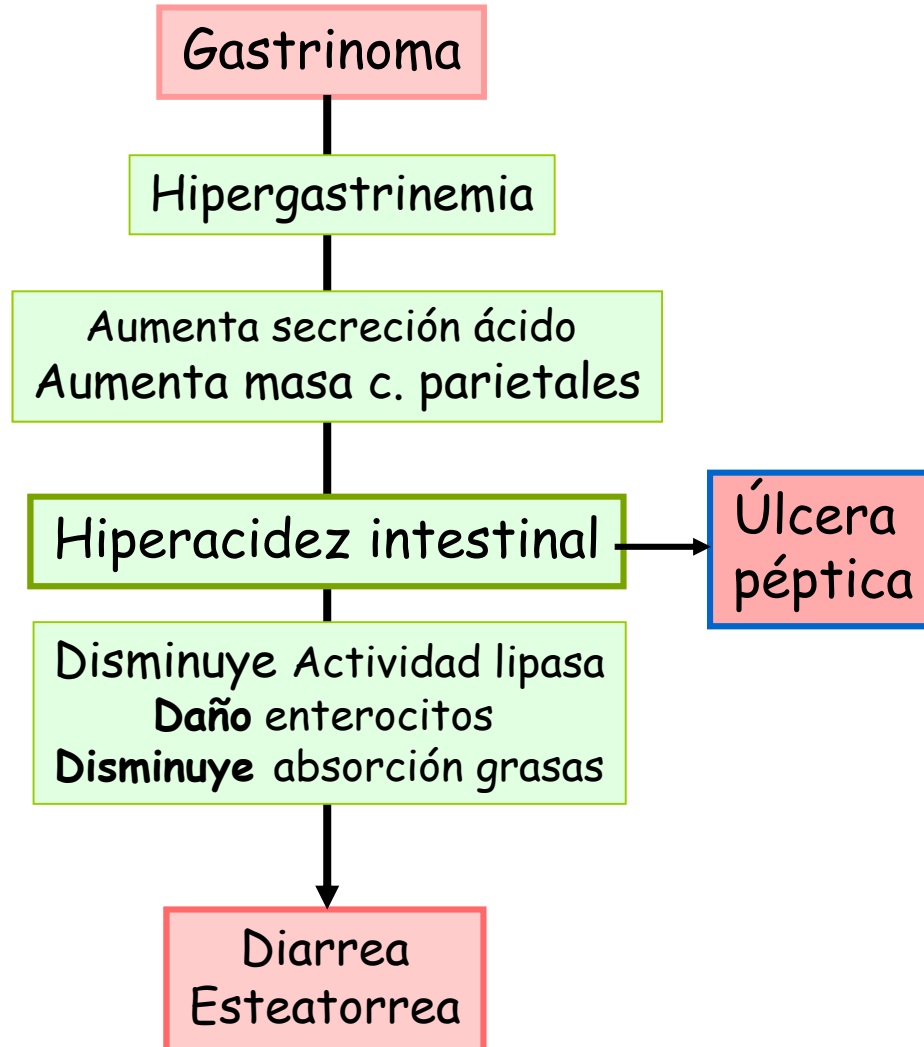 Gastrinoma
Hipergastrinemia
Aumenta secreción ácido
Aumenta masa c. parietales
Hiperacidez intestinal
Úlcera
péptica
Disminuye Actividad lipasa
Daño enterocitos
Disminuye absorción grasas
Diarrea
Esteatorrea